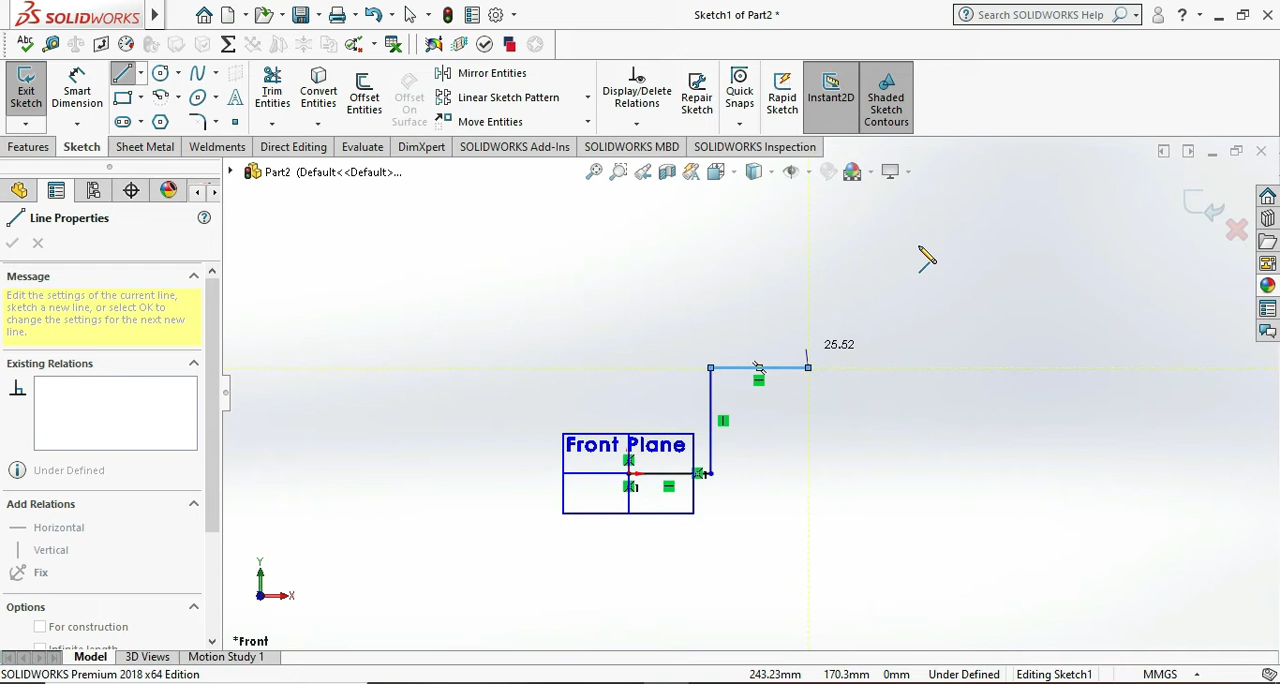 SOLIDWORKS
Sketch1 of Part2 *
Search SOLIDWORKS Help
Exit Sketch
Smart Dimension
Trim Entities
Convert Entities
Offset Entities
Offset On Surface
Mirror Entities
Linear Sketch Pattern
Move Entities
Display/Delete Relations
Repair Sketch
Quick Snaps
Rapid Sketch
Instant2D
Shaded Sketch Contours
Features
Sketch
Sheet Metal
Weldments
Direct Editing
Evaluate
DimXpert
SOLIDWORKS Add-Ins
SOLIDWORKS MBD
SOLIDWORKS Inspection
Part2 (Default<<Default>...
Line Properties
Message
Edit the settings of the current line,
sketch a new line, or select OK to
change the settings for the next new
line.
Existing Relations
Under Defined
Add Relations
Horizontal
Vertical
Fix
Options
For construction
Infinite length
25.52
Front Plane
Y
X
*Front
Model
3D Views
Motion Study 1
SOLIDWORKS Premium 2018 x64 Edition
243.23mm
170.3mm
0mm
Under Defined
Editing Sketch1
MMGS